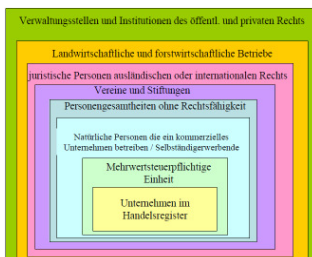 Verwaltungsstellen und Institutionen des öffentl. und privaten Rechts
Landwirtschaftliche und forstwirtschaftliche Betriebe
juristische Personen ausländischen oder internationalen Rechts
Vereine und Stiftungen
Personengesamtheiten ohne Rechtsfähigkeit
Natürliche Personen die ein kommerzielles
Unternehmen betreiben / Selbständigerwerbende
Mehrwertsteuerpflichtige
Einheit
Unternehmen im
Handelsregister